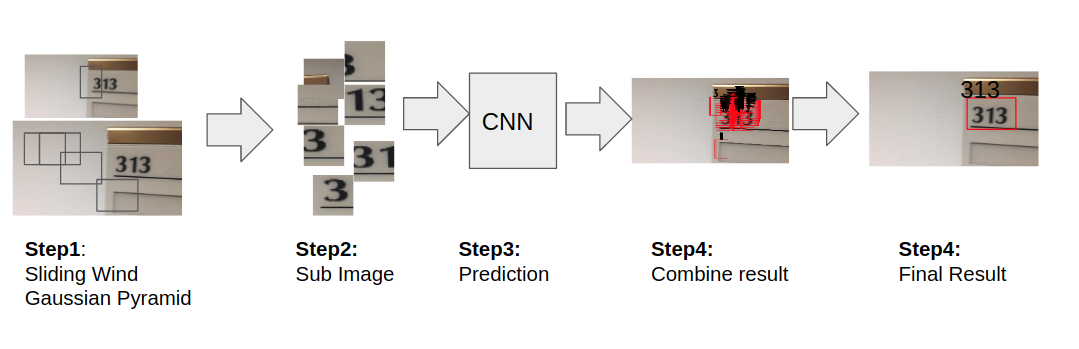 313
313
3
13
3
31
3
CNN
313
313
Step1:
Sliding Wind
Gaussian Pyramid
Step2:
Sub Image
Step3:
Prediction
Step4:
Combine result
Step4:
Final Result